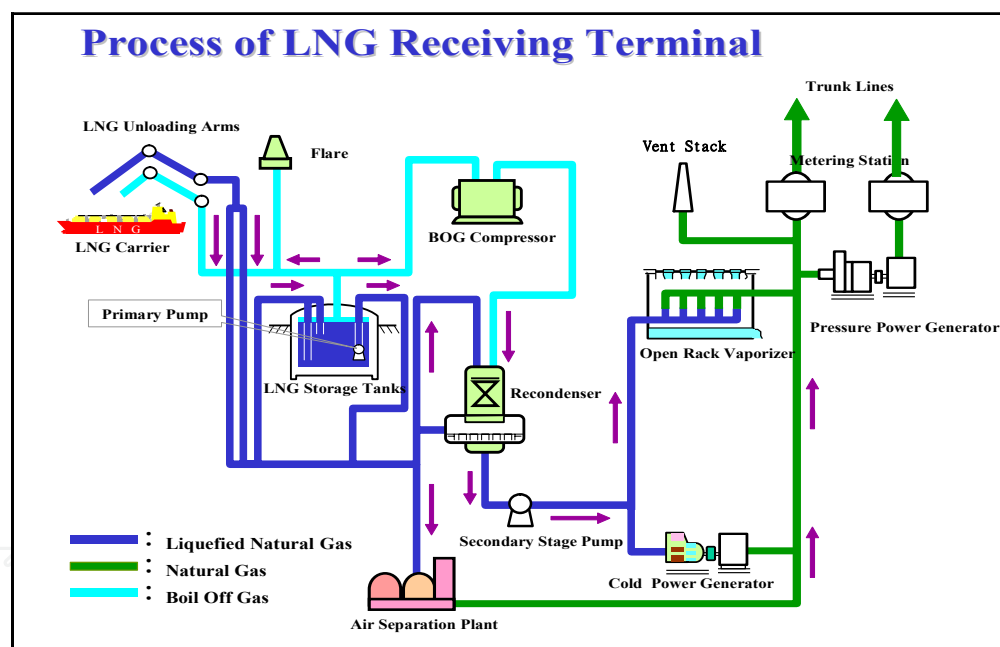 Process of LNG Receiving Terminal
Trunk Lines
LNG Unloading Arms
Flare
Vent Stack
Metering Station
L N G
LNG Carrier
BOG Compressor
Primary Pump
Pressure Power Generator
Open Rack Vaporizer
LNG Storage Tanks
Recondenser
Secondary Stage Pump
: Liquefied Natural Gas
: Natural Gas
: Boil Off Gas
Cold Power Generator
Air Separation Plant